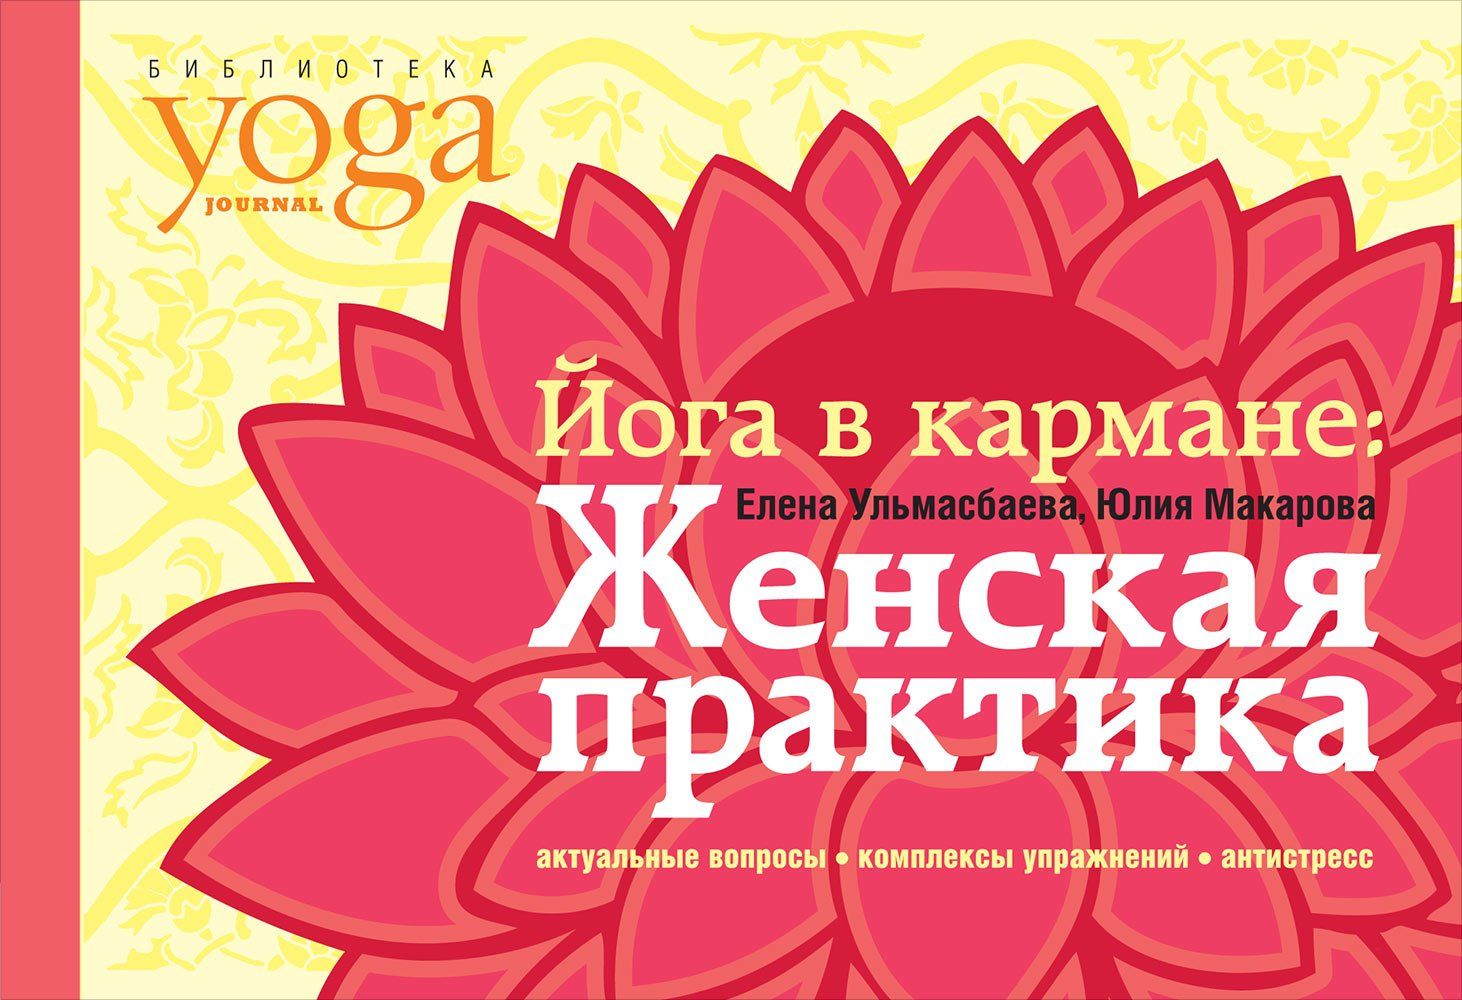 БИБЛИОТЕКА
yoga
JOURNAL
Йога в кармане:
Елена Ульмасбаева, Юлия Макарова
Женская
практика
актуальные вопросы • комплексы упражнений • антистресс